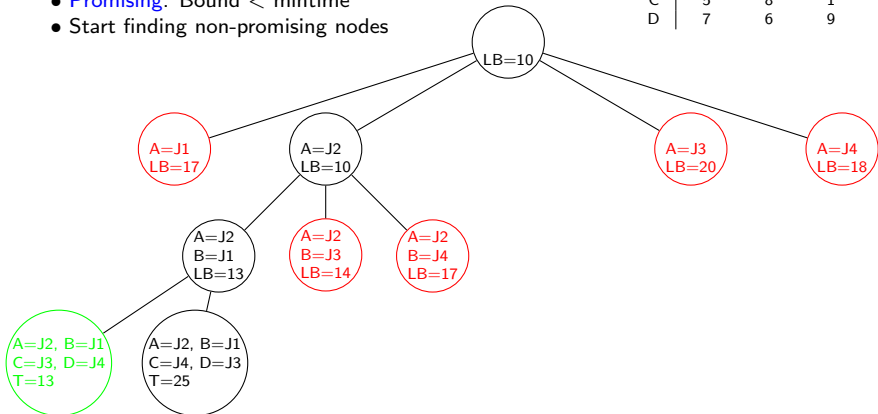 • Promising: Bound < mintime
• Start finding non-promising nodes
C 5 8 1
D 7 6 9
LB=10
A=J1
LB=17
A=J2
LB=10
A=J3
LB=20
A=J4
LB=18
A=J2
B=J1
LB=13
A=J2
B=J3
LB=14
A=J2
B=J4
LB=17
A=J2, B=J1
C=J3, D=J4
T=13
A=J2, B=J1
C=J4, D=J3
T=25